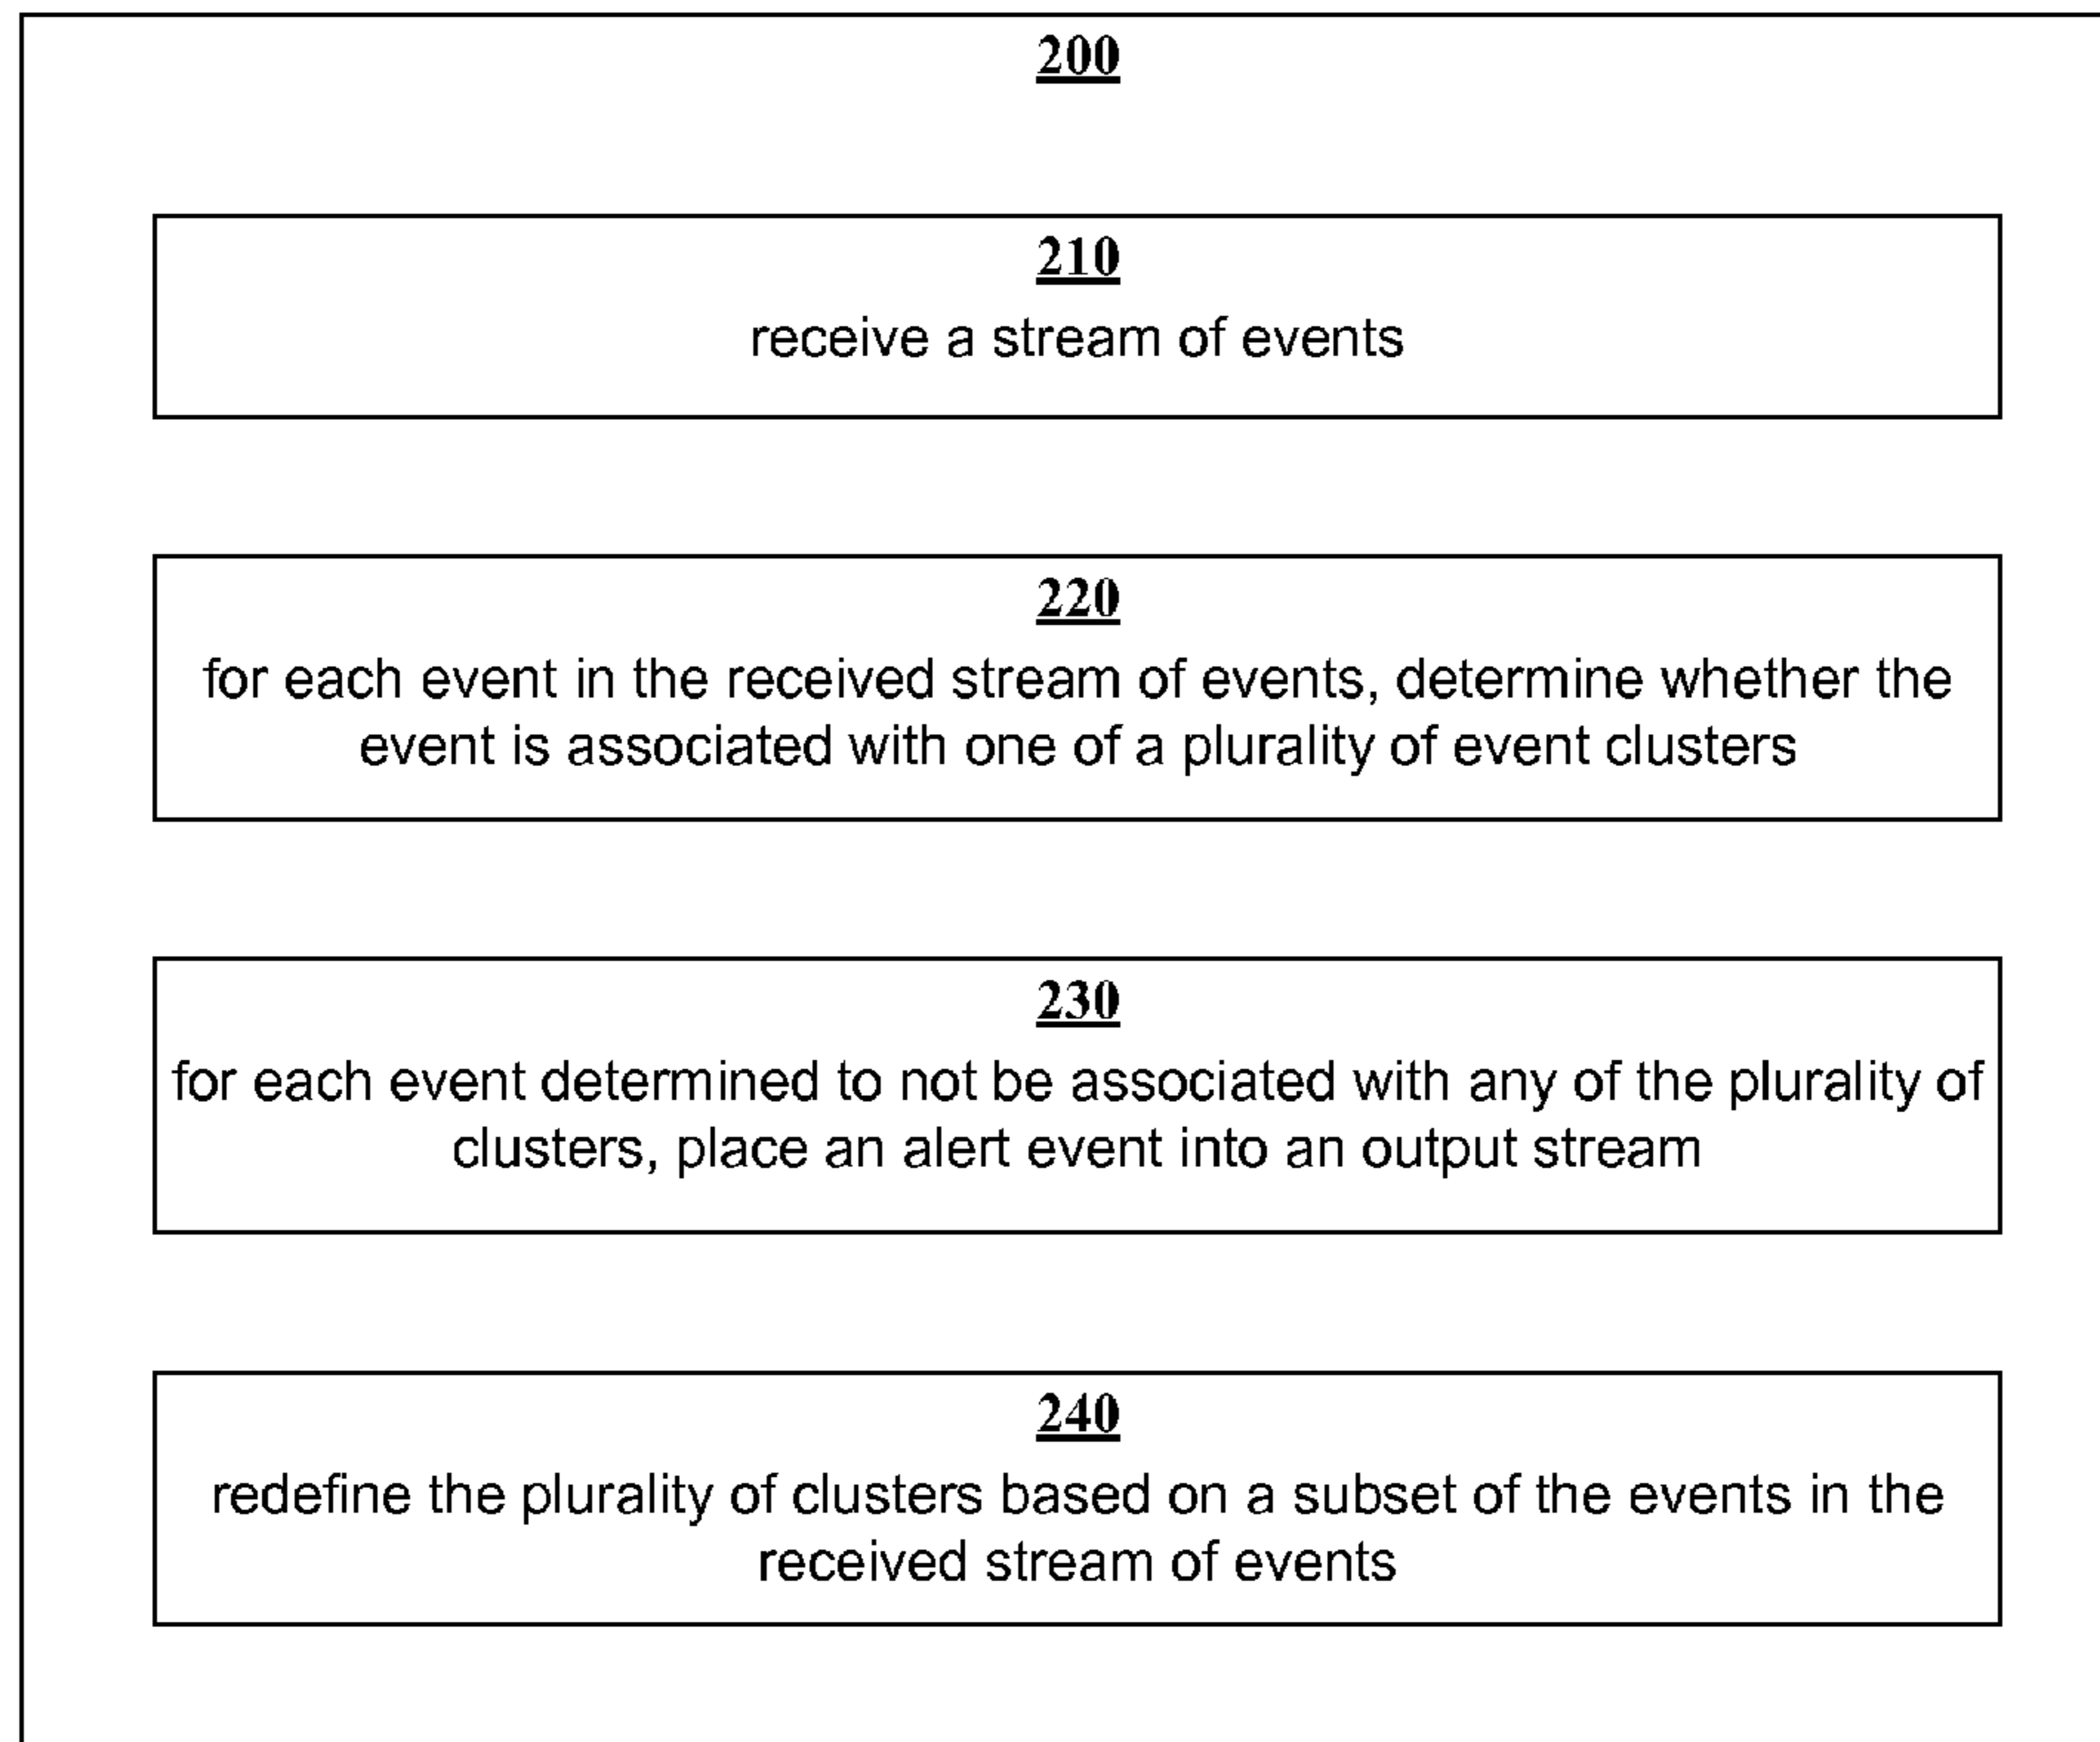 200
210
receive a stream of events
220
for each event in the received stream of events, determine whether the
event is associated with one of a plurality of event clusters
230
for each event determined to not be associated with any of the plurality of
clusters, place an alert event into an output stream
240
redefine the plurality of clusters based on a subset of the events in the
received stream of events